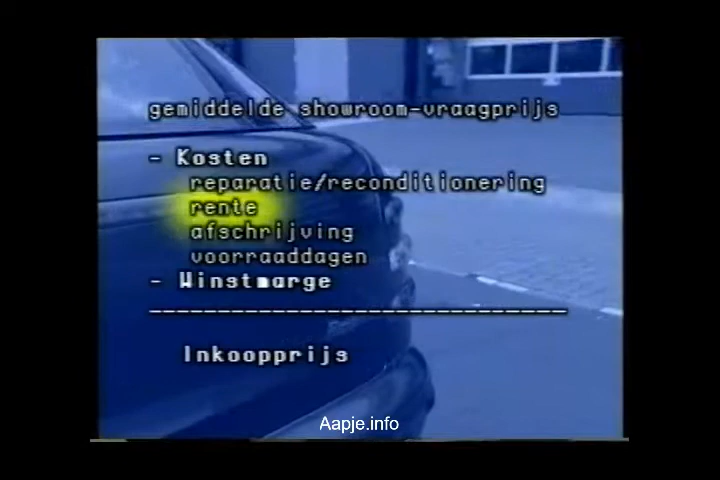 gemiddelde showroom-vraagprijs
- Kosten
reparatie/reconditionering
rente
afschrijving
voorraaddagen
- Winstmarge
Inkoopprijs
Aapje.info